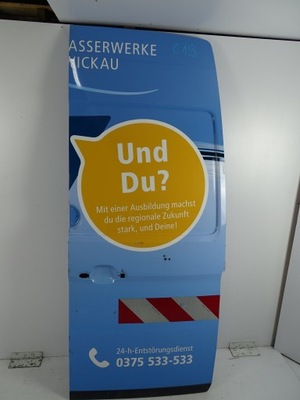 ASSERWERKE
WICKAU
Und
Du?
Mit einer Ausbildung machst
du die regionale Zukunft
stark, und Deine!
24-h-Entstörungsdienst
0375 533-533